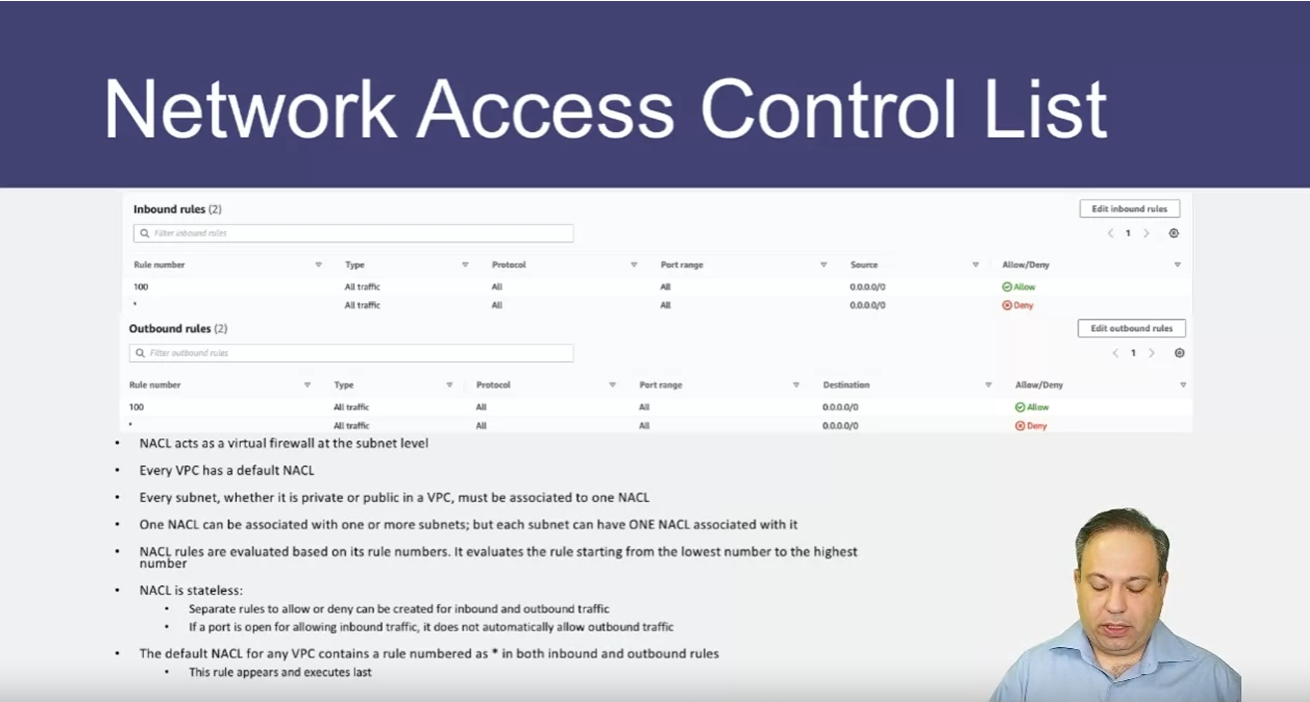 Network Access Control List
Inbound rules (2)
Edit inbound rules
Filter inbound rules
1
Rule number Type Protocol Port range Source Allow/Deny
100 All traffic All All 0.0.0.0/0 Allow
* All traffic All All 0.0.0.0/0 Deny
Outbound rules (2)
Edit outbound rules
Filter outbound rules
1
Rule number Type Protocol Port range Destination Allow/Deny
100 All traffic All All 0.0.0.0/0 Allow
* All traffic All All 0.0.0.0/0 Deny
• NACL acts as a virtual firewall at the subnet level
• Every VPC has a default NACL
• Every subnet, whether it is private or public in a VPC, must be associated to one NACL
• One NACL can be associated with one or more subnets; but each subnet can have ONE NACL associated with it
• NACL rules are evaluated based on its rule numbers. It evaluates the rule starting from the lowest number to the highest
number
• NACL is stateless:
• Separate rules to allow or deny can be created for inbound and outbound traffic
• If a port is open for allowing inbound traffic, it does not automatically allow outbound traffic
• The default NACL for any VPC contains a rule numbered as * in both inbound and outbound rules
• This rule appears and executes last